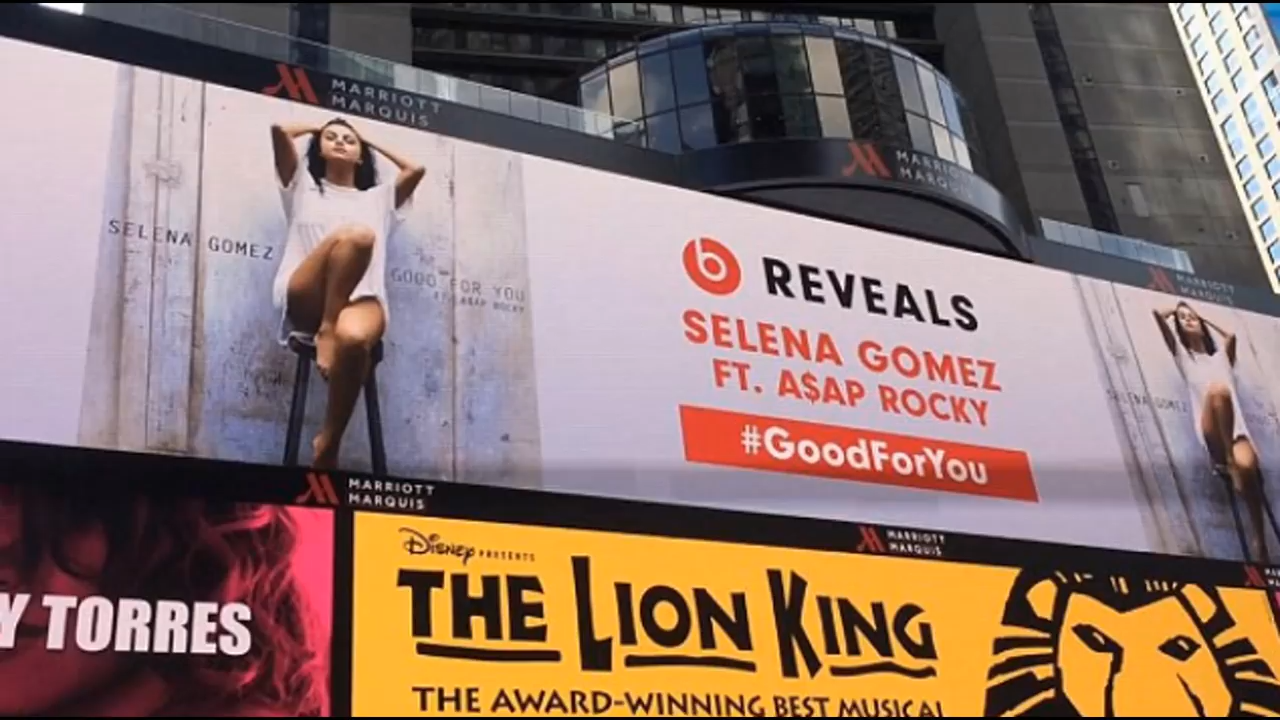 MARRIOTT
MARQUIS
MARRIOTT
SELENA GOMEZ
GOOD FOR YOU
FT. A$AP ROCKY
b REVEALS
SELENA GOMEZ
FT. A$AP ROCKY
#GoodForYou
MARRIOTT
MARQUIS
SELENA GOMEZ
MARRIOTT
MARQUIS
MARRIOTT
MARQUIS
Y TORRES
Disney PRESENTS
THE LION KING
THE AWARD-WINNING BEST MUSICAL